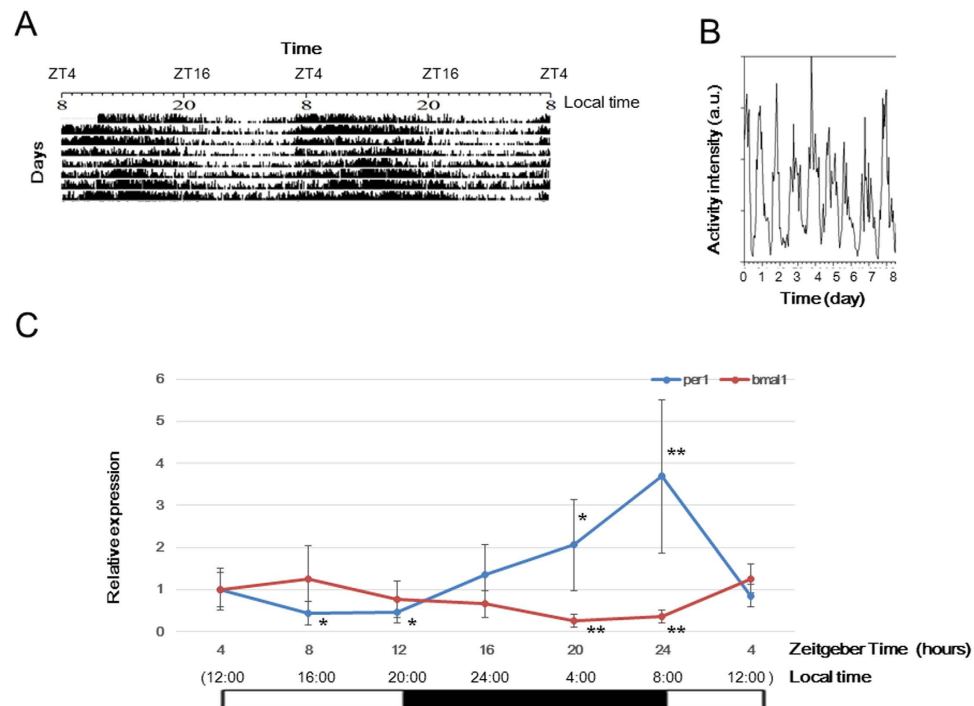 A
Time
ZT4 ZT16 ZT4 ZT16 ZT4
8 20 8 20 8 Local time
Days
B
Activity intensity (a.u.)
0 1 2 3 4 5 6 7 8
Time (day)
C
per1 bmal1
Relative expression
6
5
4
3
2
1
0
**
*
* * ** **
4 8 12 16 20 24 4 Zeitgeber Time (hours)
(12:00 16:00 20:00 24:00 4:00 8:00 12:00 ) Local time